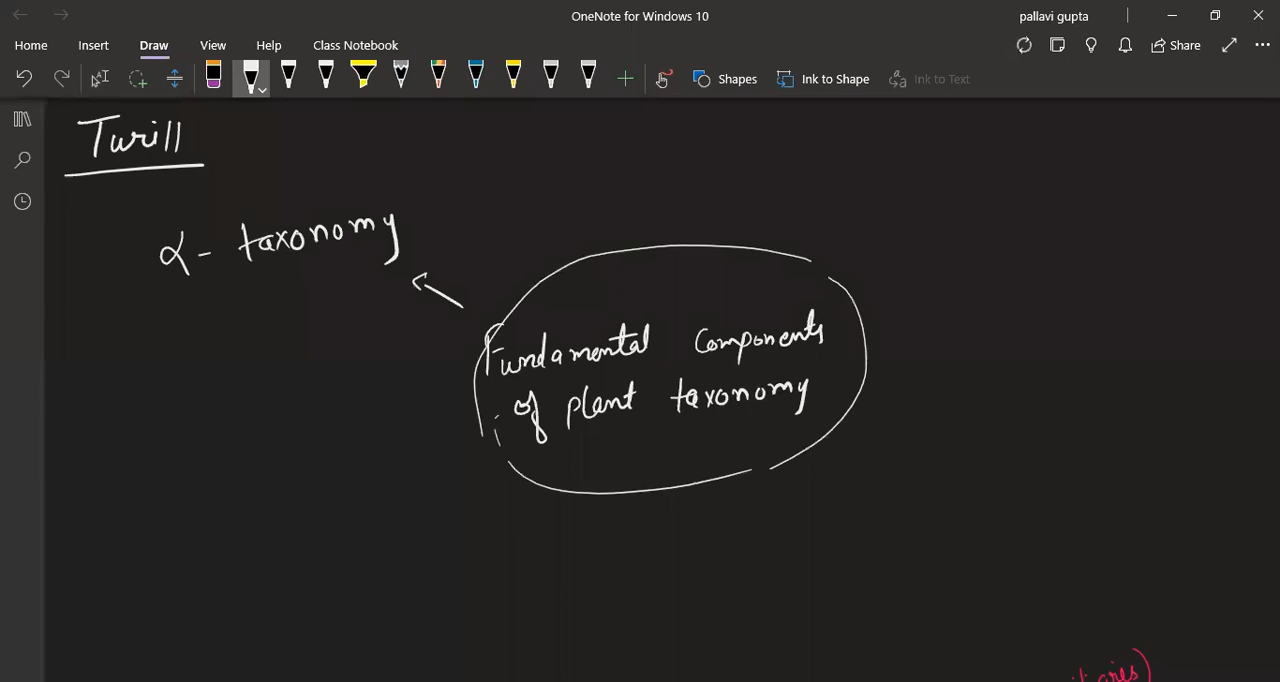 OneNote for Windows 10
pallavi gupta
Home Insert Draw View Help Class Notebook
Share
Shapes Ink to Shape Ink to Text
Turill
α- taxonomy
Fundamental Components
of plant taxonomy